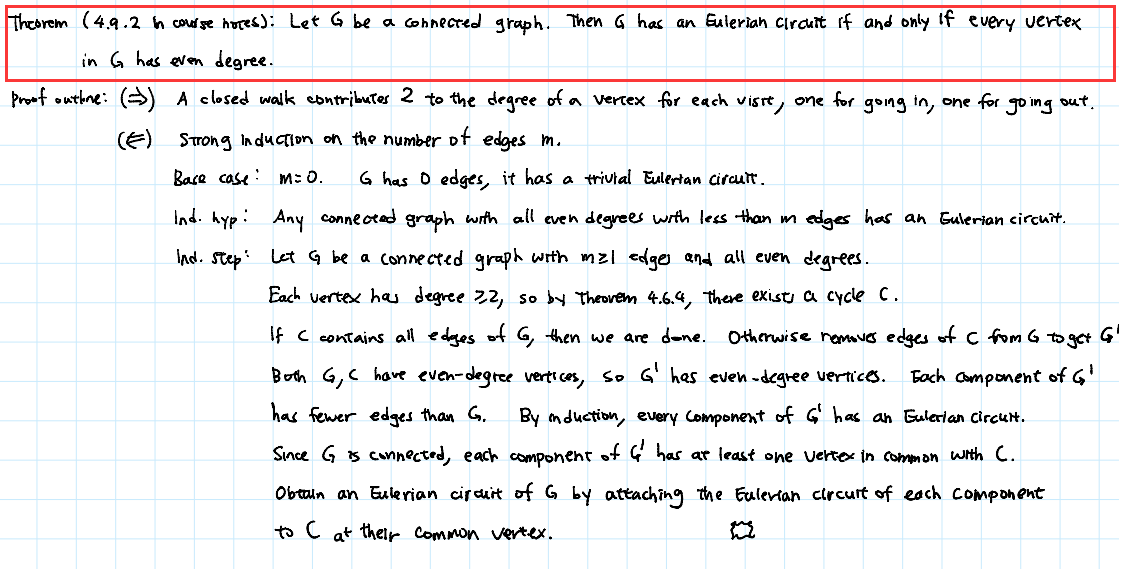 Theorem (4.9.2 in course notes): Let G be a connected graph. Then G has an Eulerian circuit if and only if every vertex
in G has even degree.
Proof outline: (⇒) A closed walk contributes 2 to the degree of a vertex for each visit, one for going in, one for going out.
(⇐) Strong induction on the number of edges m.
Base case: m=0. G has 0 edges, it has a trivial Eulerian circuit.
Ind. hyp: Any connected graph with all even degrees with less than m edges has an Eulerian circuit.
Ind. step: Let G be a connected graph with m≥1 edges and all even degrees.
Each vertex has degree ≥2, so by Theorem 4.6.4, there exists a cycle C.
If C contains all edges of G, then we are done. Otherwise removes edges of C from G to get G'
Both G, C have even-degree vertices, so G' has even-degree vertices. Each component of G'
has fewer edges than G. By induction, every component of G' has an Eulerian circuit.
Since G is connected, each component of G' has at least one vertex in common with C.
Obtain an Eulerian circuit of G by attaching the Eulerian circuit of each component
to C at their common vertex.